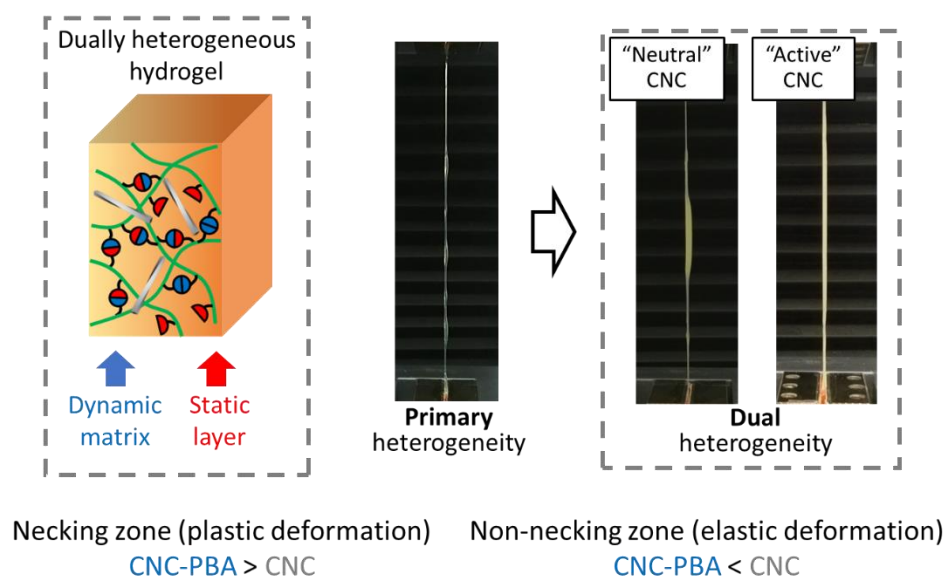 Dually heterogeneous
hydrogel
Dynamic
matrix
Static
layer
Primary
heterogeneity
“Neutral”
CNC
“Active”
CNC
Dual
heterogeneity
Necking zone (plastic deformation)
CNC-PBA > CNC
Non-necking zone (elastic deformation)
CNC-PBA < CNC